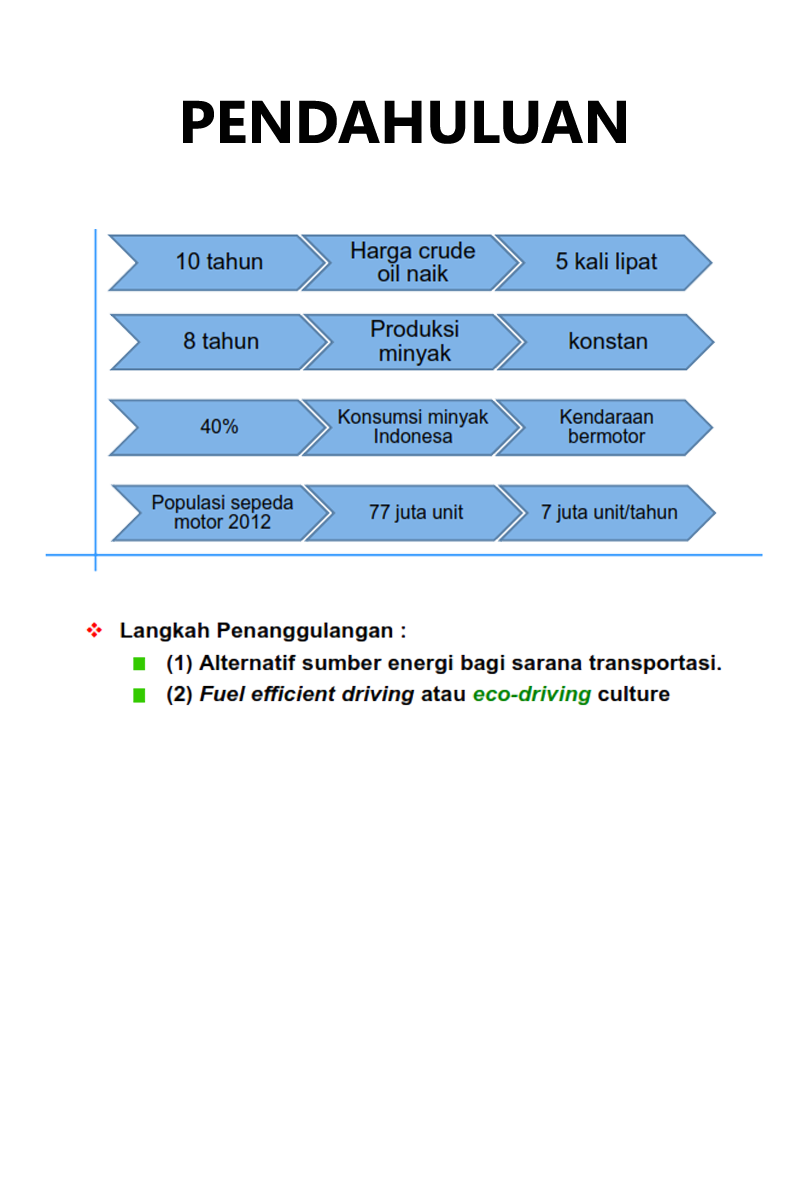 PENDAHULUAN
10 tahun
Harga crude
oil naik
5 kali lipat
8 tahun
Produksi
minyak
konstan
40%
Konsumsi minyak
Indonesa
Kendaraan
bermotor
Populasi sepeda
motor 2012
77 juta unit
7 juta unit/tahun
Langkah Penanggulangan :
(1) Alternatif sumber energi bagi sarana transportasi.
(2) Fuel efficient driving atau eco-driving culture